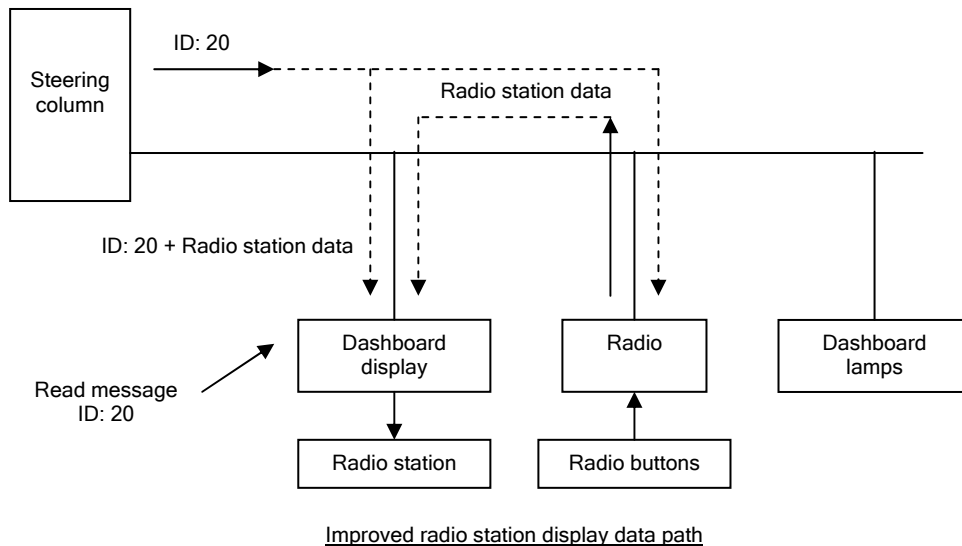 ID: 20
Steering
column
Radio station data
ID: 20 + Radio station data
Dashboard
display
Radio
Dashboard
lamps
Read message
ID: 20
Radio station
Radio buttons
Improved radio station display data path